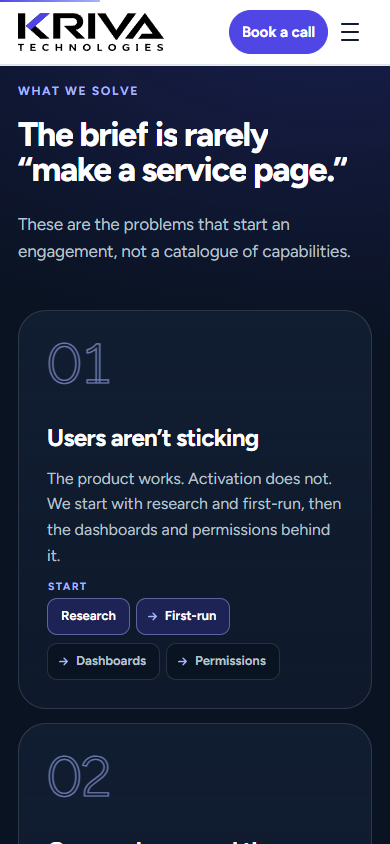 KRIVA
TECHNOLOGIES
Book a call
WHAT WE SOLVE
The brief is rarely
“make a service page.”
These are the problems that start an
engagement, not a catalogue of capabilities.
01
Users aren’t sticking
The product works. Activation does not.
We start with research and first-run, then
the dashboards and permissions behind
it.
START
Research → First-run
→ Dashboards → Permissions
02